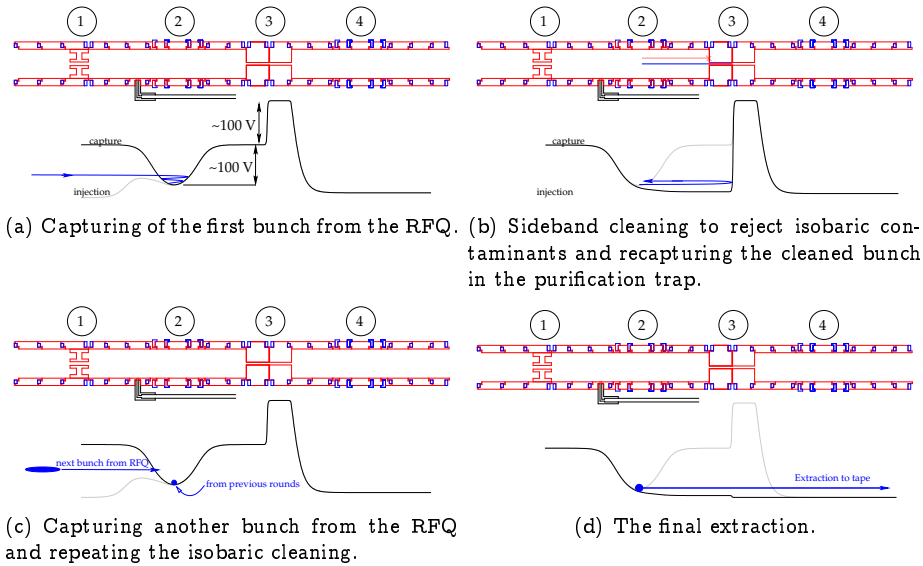 1 2 3 4
~100 V
capture
~100 V
injection
(a) Capturing of the first bunch from the RFQ.
1 2 3 4
capture
injection
(b) Sideband cleaning to reject isobaric con-
taminants and recapturing the cleaned bunch
in the purification trap.
1 2 3 4
next bunch from RFQ
from previous rounds
(c) Capturing another bunch from the RFQ
and repeating the isobaric cleaning.
1 2 3 4
Extraction to tape
(d) The final extraction.